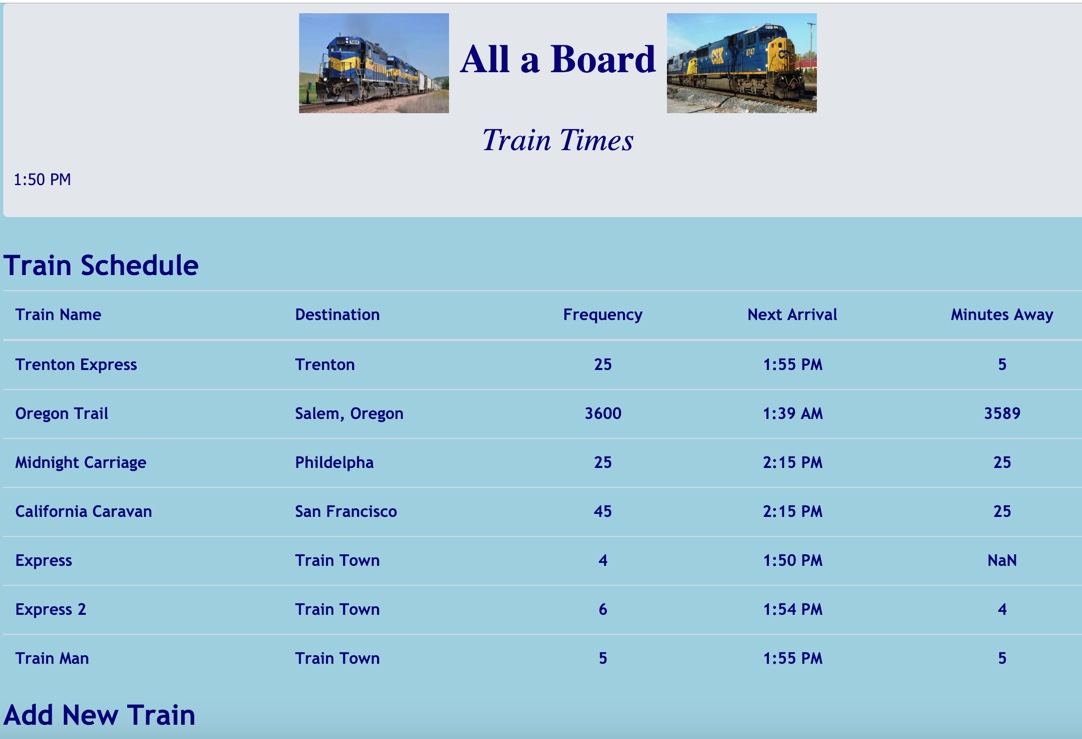 All a Board
CSX
Train Times
1:50 PM
Train Schedule
Train Name Destination Frequency Next Arrival Minutes Away
Trenton Express Trenton 25 1:55 PM 5
Oregon Trail Salem, Oregon 3600 1:39 AM 3589
Midnight Carriage Phildelpha 25 2:15 PM 25
California Caravan San Francisco 45 2:15 PM 25
Express Train Town 4 1:50 PM NaN
Express 2 Train Town 6 1:54 PM 4
Train Man Train Town 5 1:55 PM 5
Add New Train